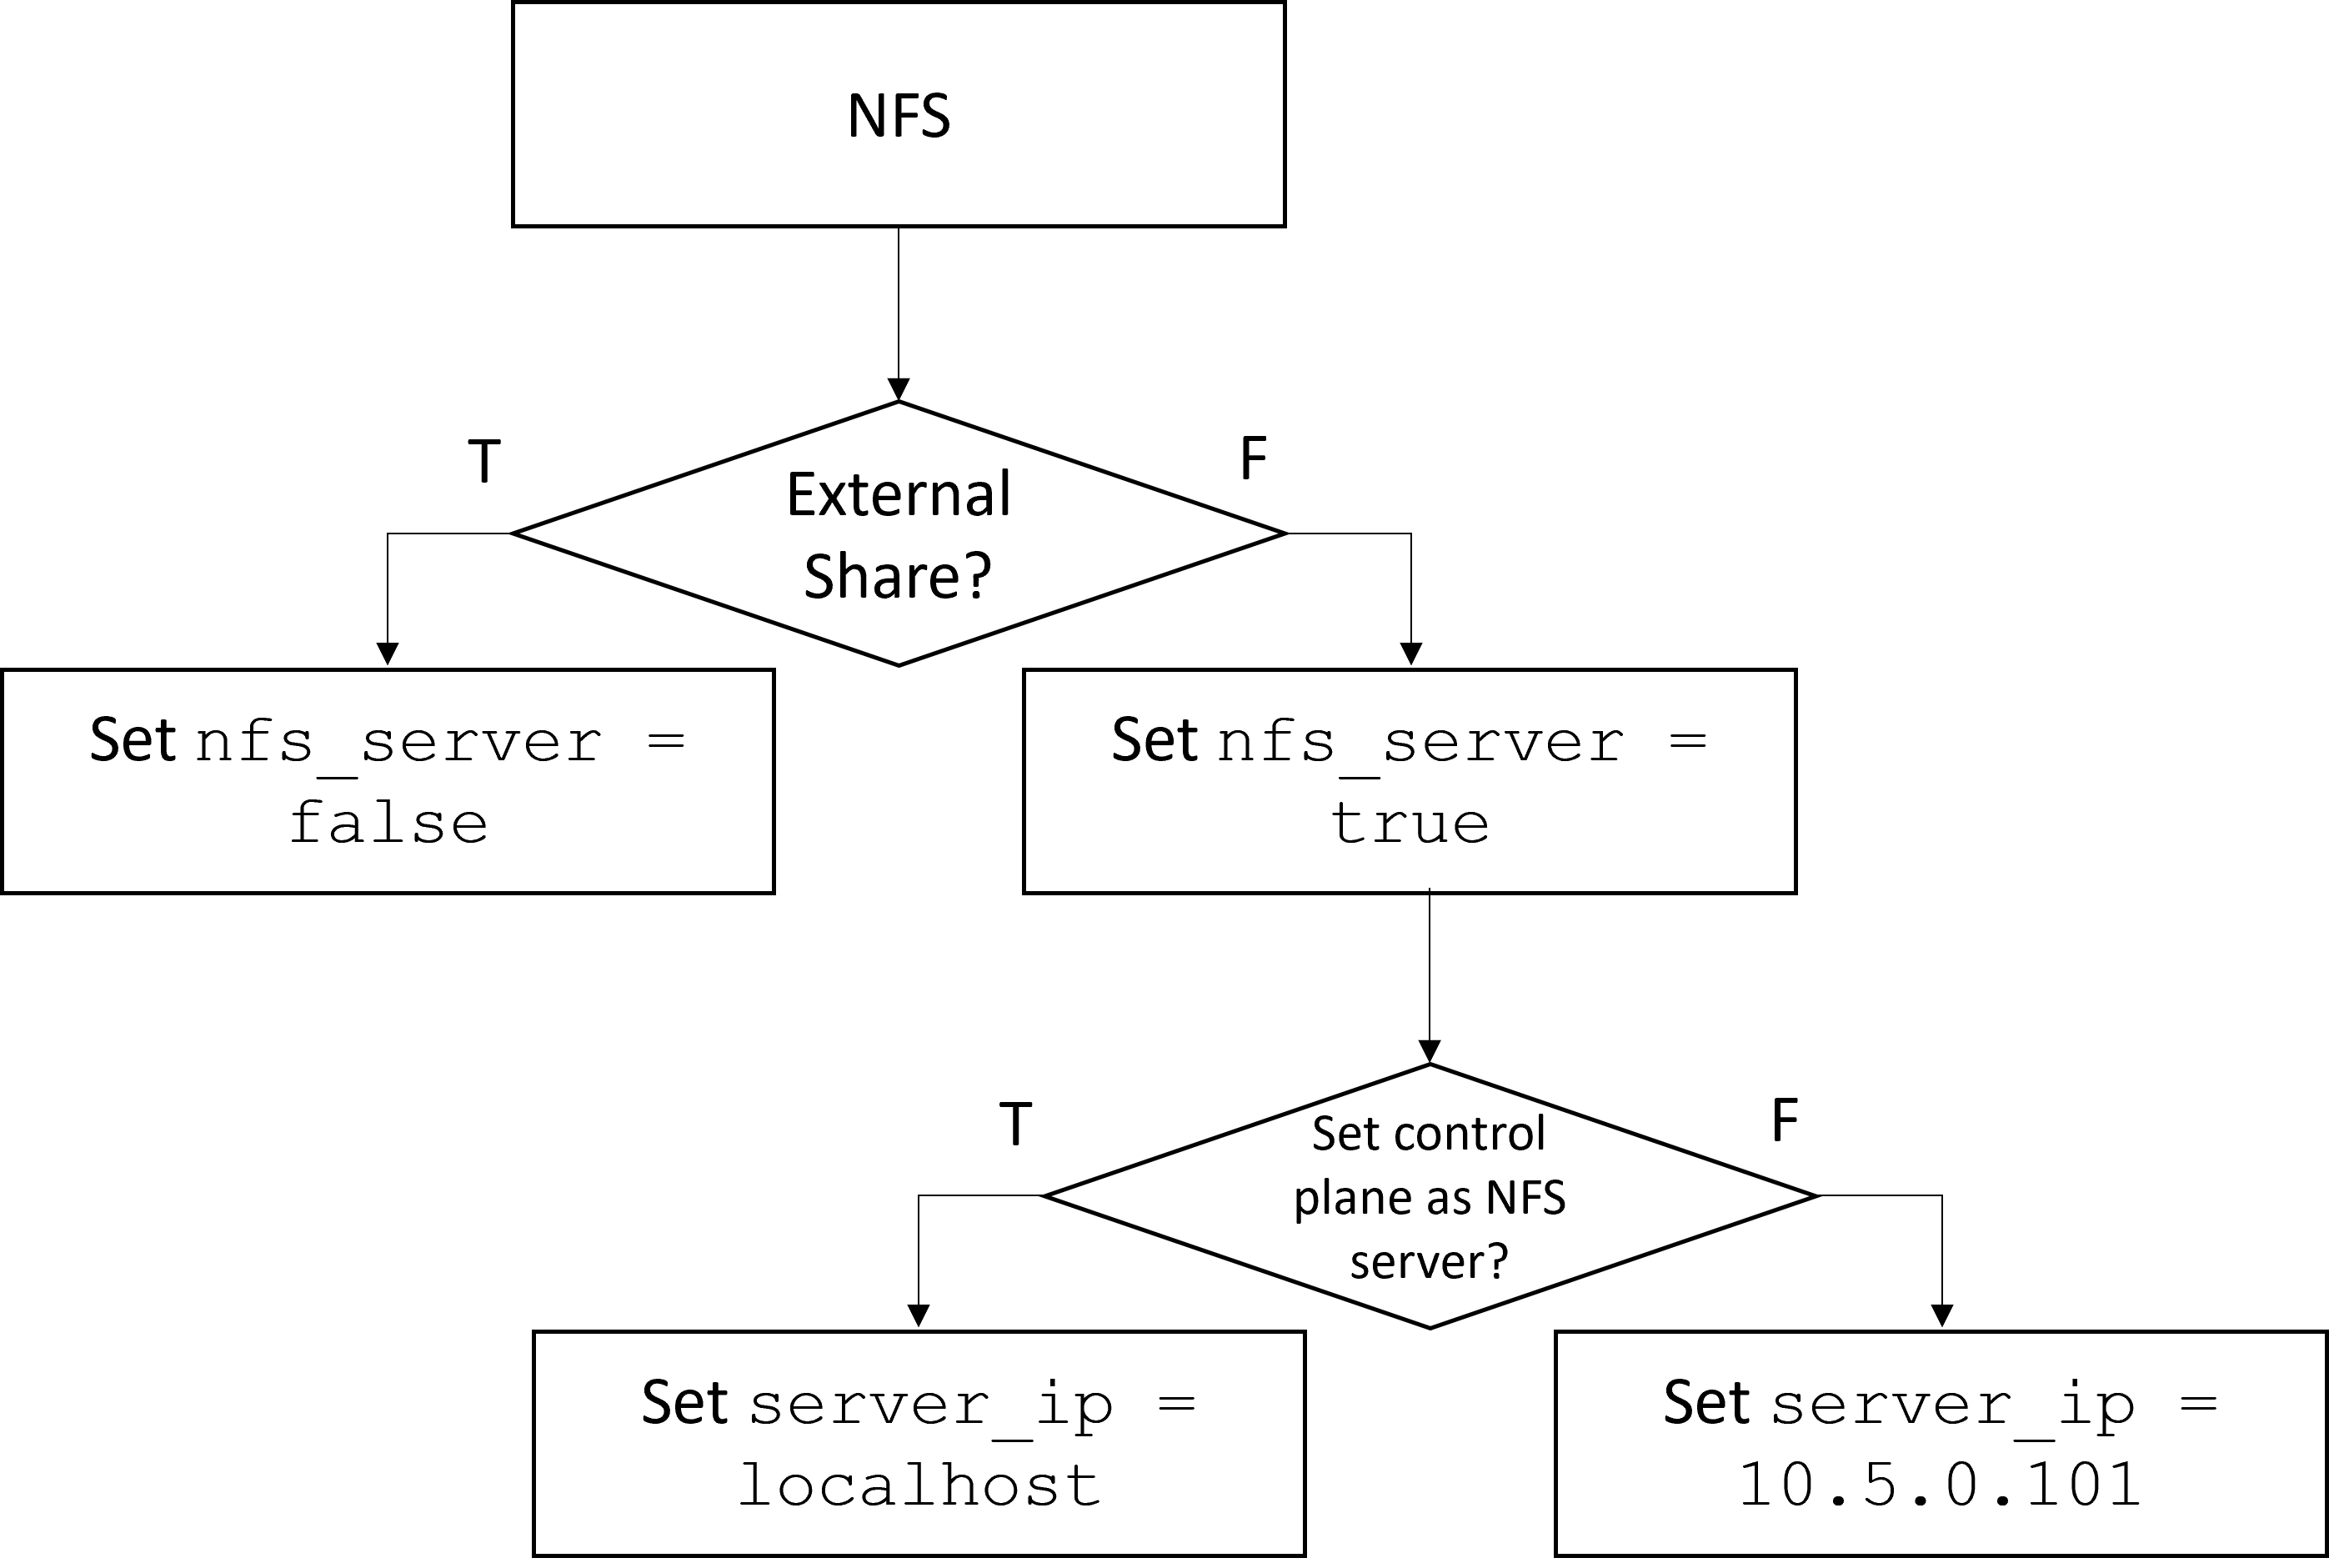 NFS
T
F
External
Share?
Set nfs_server =
false
Set nfs_server =
true
T
F
Set control
plane as NFS
server?
Set server_ip =
localhost
Set server_ip =
10.5.0.101